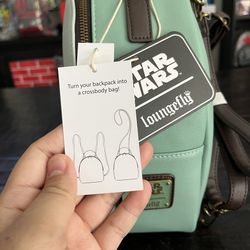 Turn your backpack into
a crossbody bag!
STAR
WARS
Loungefly